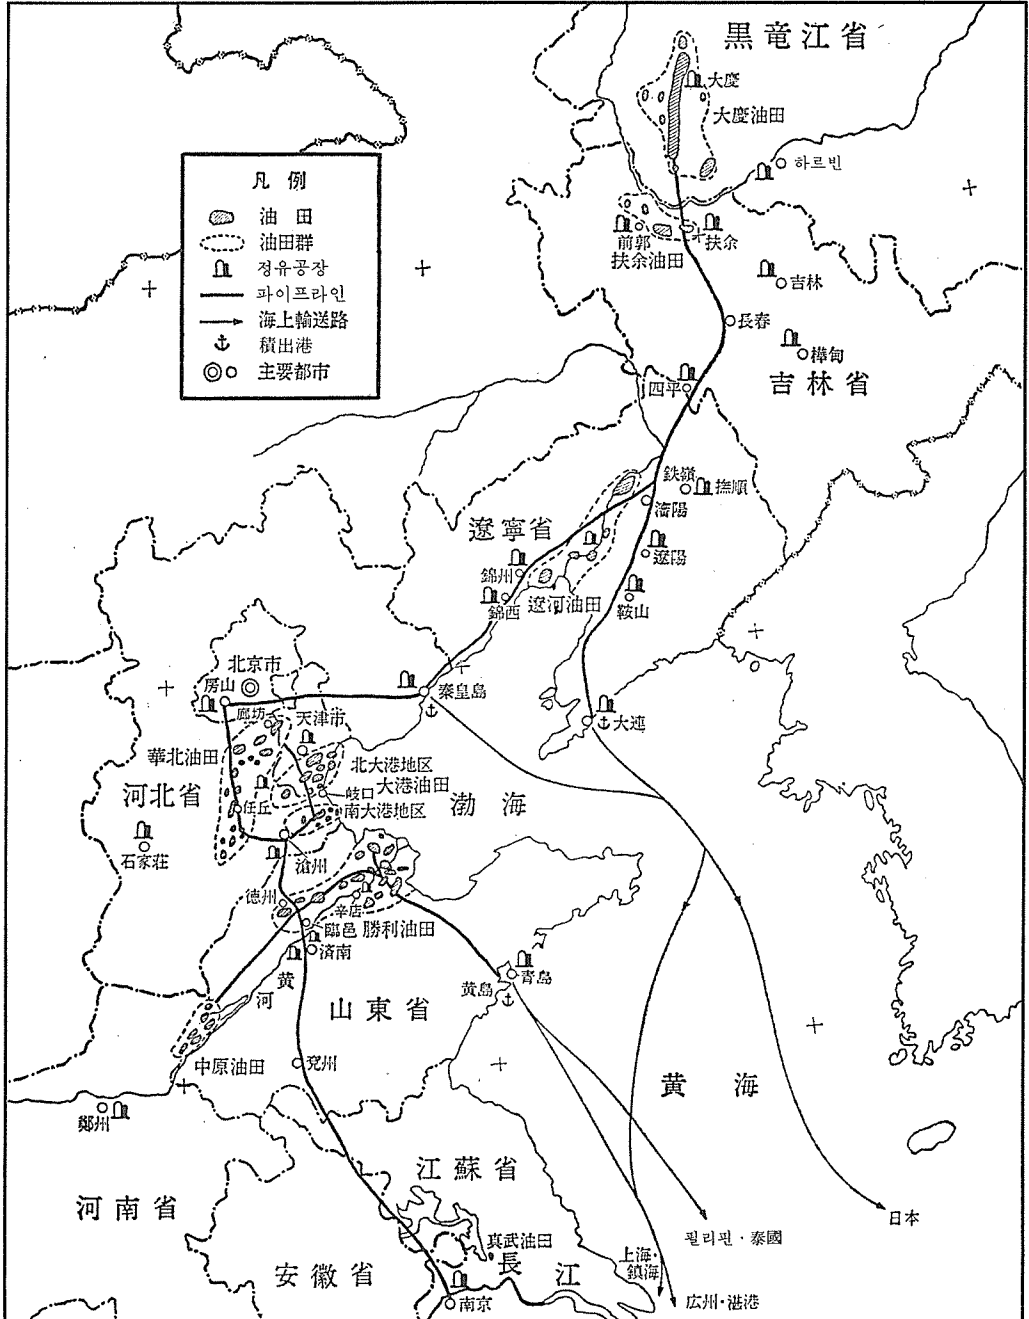 黒竜江省
大慶
大慶油田
하르빈
凡例
油田
油田群
정유공장
파이프라인
海上輸送路
積出港
主要都市
前郭
扶余
扶余油田
吉林
長春
樺甸
四平
吉林省
鉄嶺
撫順
瀋陽
遼寧省
遼陽
錦州
錦西
遼河油田
鞍山
北京市
房山
秦皇島
廊坊
天津市
大連
華北油田
北大港地区
大港油田
岐口
河北省
任丘
南大港地区
渤海
石家荘
滄州
徳州
辛店
臨邑
勝利油田
済南
黄河
青島
黄島
山東省
中原油田
兗州
黄海
鄭州
江蘇省
河南省
日本
真武油田
필리핀・泰國
上海・
鎮海
安徽省
長江
南京
広州・湛港